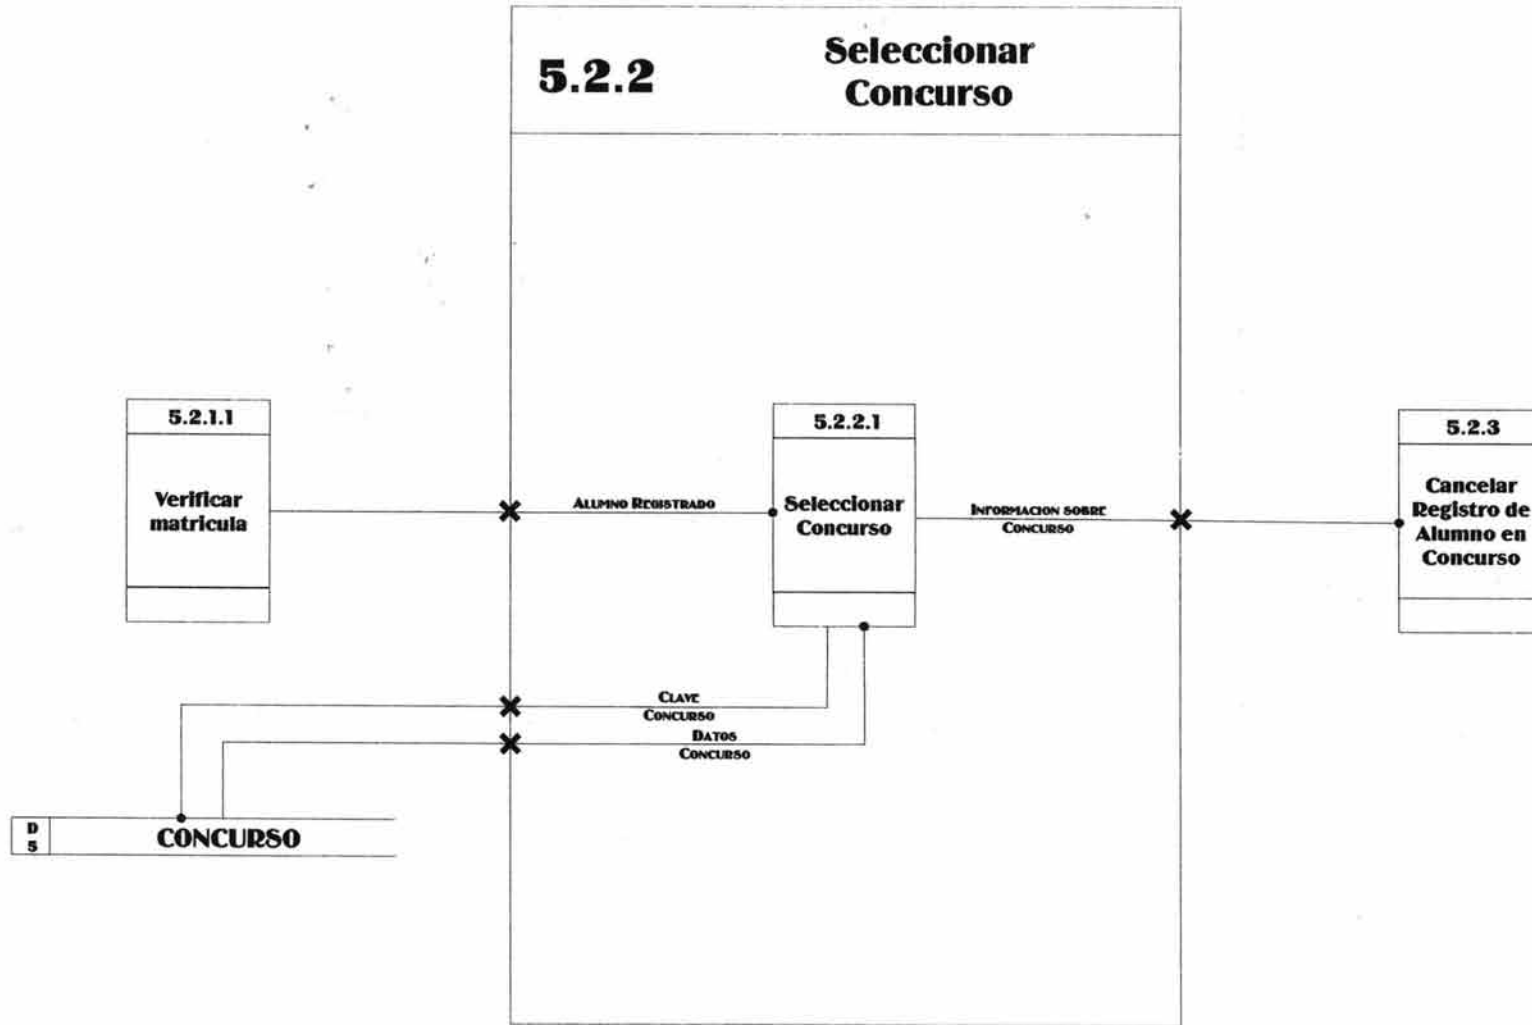 5.2.2
Seleccionar
Concurso
5.2.1.1
Verificar
matricula
ALUMNO REGISTRADO
5.2.2.1
Seleccionar
Concurso
INFORMACION SOBRE
CONCURSO
5.2.3
Cancelar
Registro de
Alumno en
Concurso
CLAVE
CONCURSO
DATOS
CONCURSO
D
5
CONCURSO